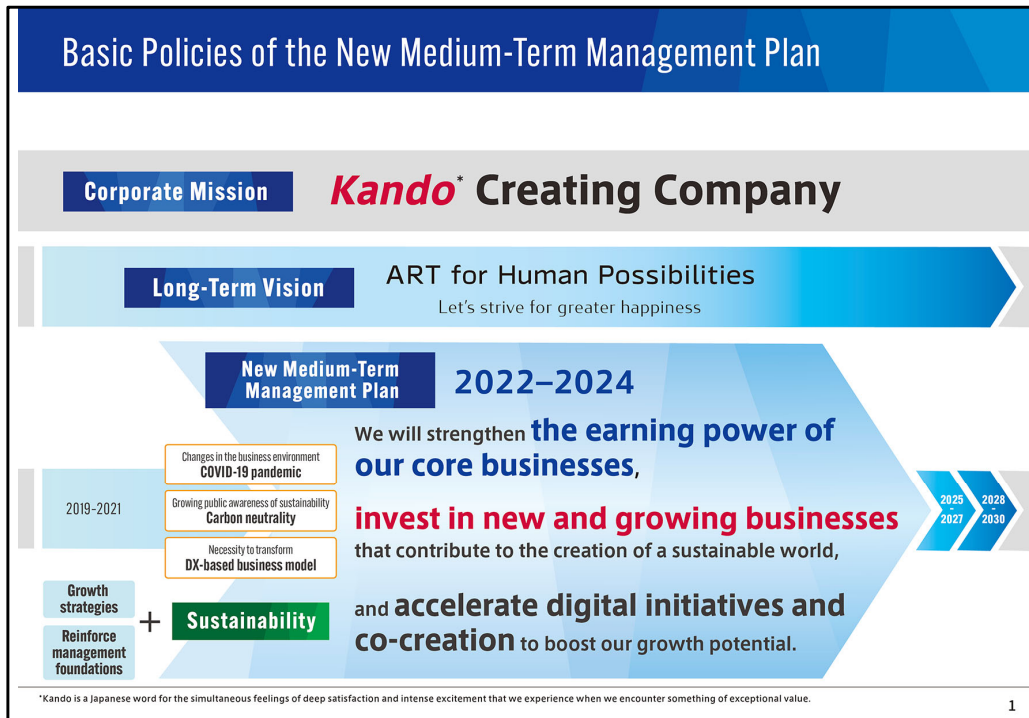 Basic Policies of the New Medium-Term Management Plan
Corporate Mission
Kando* Creating Company
Long-Term Vision
ART for Human Possibilities
Let's strive for greater happiness
New Medium-Term
Management Plan
2022–2024
We will strengthen the earning power of
our core businesses,
invest in new and growing businesses
that contribute to the creation of a sustainable world,
and accelerate digital initiatives and
co-creation to boost our growth potential.
2019-2021
Changes in the business environment
COVID-19 pandemic
Growing public awareness of sustainability
Carbon neutrality
Necessity to transform
DX-based business model
Growth
strategies
Reinforce
management
foundations
+
Sustainability
2025
-
2027
2028
-
2030
*Kando is a Japanese word for the simultaneous feelings of deep satisfaction and intense excitement that we experience when we encounter something of exceptional value.
1